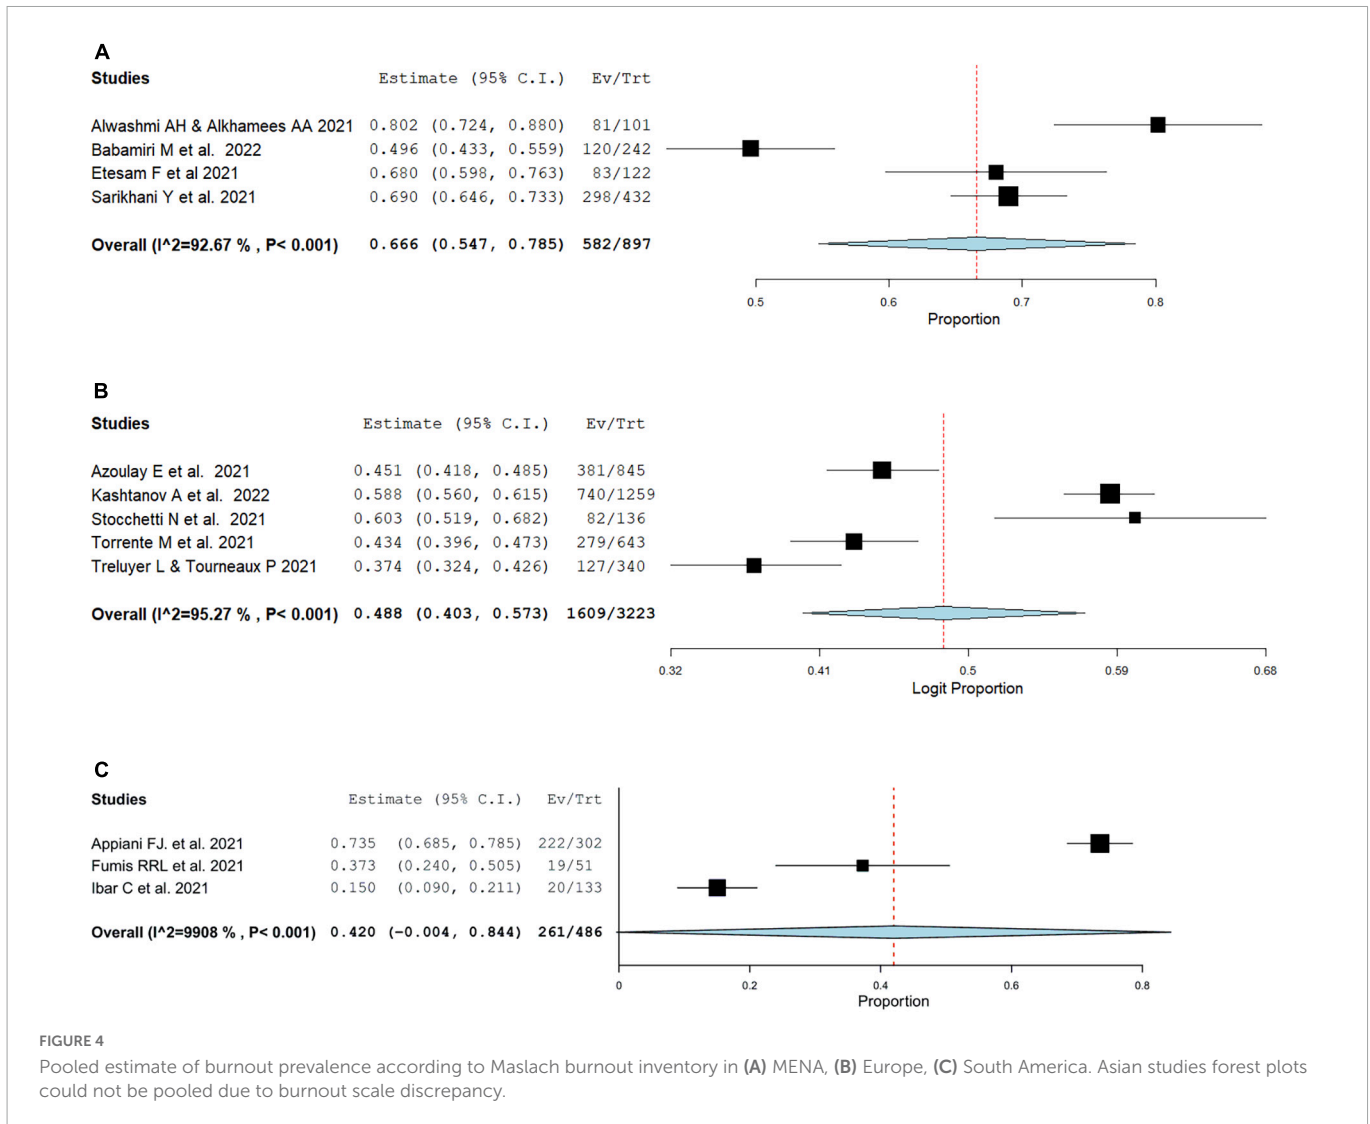 A
Studies Estimate (95% C.I.) Ev/Trt
Alwashmi AH & Alkhamees AA 2021 0.802 (0.724, 0.880) 81/101
Babamiri M et al. 2022 0.496 (0.433, 0.559) 120/242
Etesam F et al 2021 0.680 (0.598, 0.763) 83/122
Sarikhani Y et al. 2021 0.690 (0.646, 0.733) 298/432
Overall (I^2=92.67 % , P< 0.001) 0.666 (0.547, 0.785) 582/897
0.5 0.6 0.7 0.8
Proportion
B
Studies Estimate (95% C.I.) Ev/Trt
Azoulay E et al. 2021 0.451 (0.418, 0.485) 381/845
Kashtanov A et al. 2022 0.588 (0.560, 0.615) 740/1259
Stocchetti N et al. 2021 0.603 (0.519, 0.682) 82/136
Torrente M et al. 2021 0.434 (0.396, 0.473) 279/643
Treluyer L & Tourneaux P 2021 0.374 (0.324, 0.426) 127/340
Overall (I^2=95.27 % , P< 0.001) 0.488 (0.403, 0.573) 1609/3223
0.32 0.41 0.5 0.59 0.68
Logit Proportion
C
Studies Estimate (95% C.I.) Ev/Trt
Appiani FJ. et al. 2021 0.735 (0.685, 0.785) 222/302
Fumis RRL et al. 2021 0.373 (0.240, 0.505) 19/51
Ibar C et al. 2021 0.150 (0.090, 0.211) 20/133
Overall (I^2=9908 % , P< 0.001) 0.420 (-0.004, 0.844) 261/486
0 0.2 0.4 0.6 0.8
Proportion
FIGURE 4
Pooled estimate of burnout prevalence according to Maslach burnout inventory in (A) MENA, (B) Europe, (C) South America. Asian studies forest plots
could not be pooled due to burnout scale discrepancy.